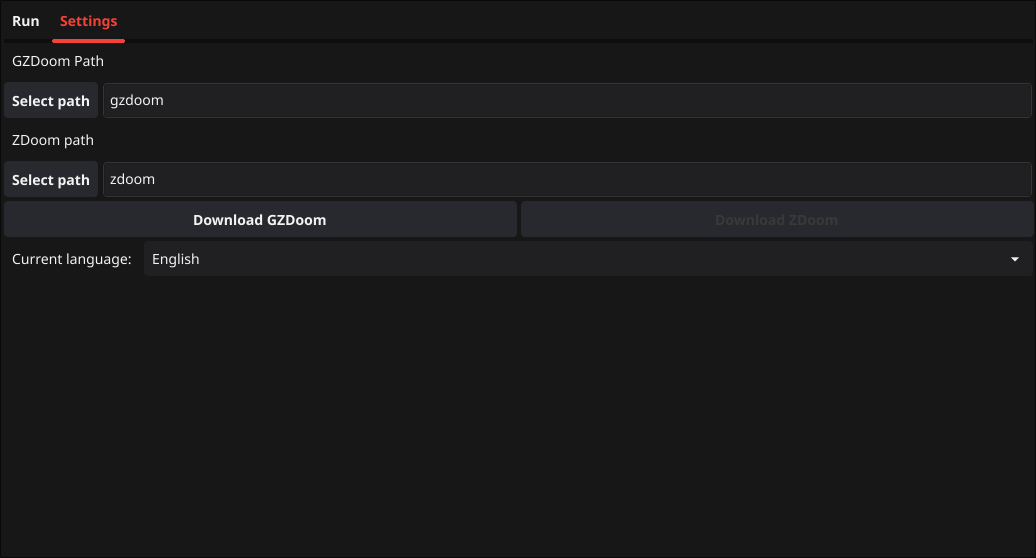 Run Settings
GZDoom Path
Select path gzdoom
ZDoom path
Select path zdoom
Download GZDoom Download ZDoom
Current language: English